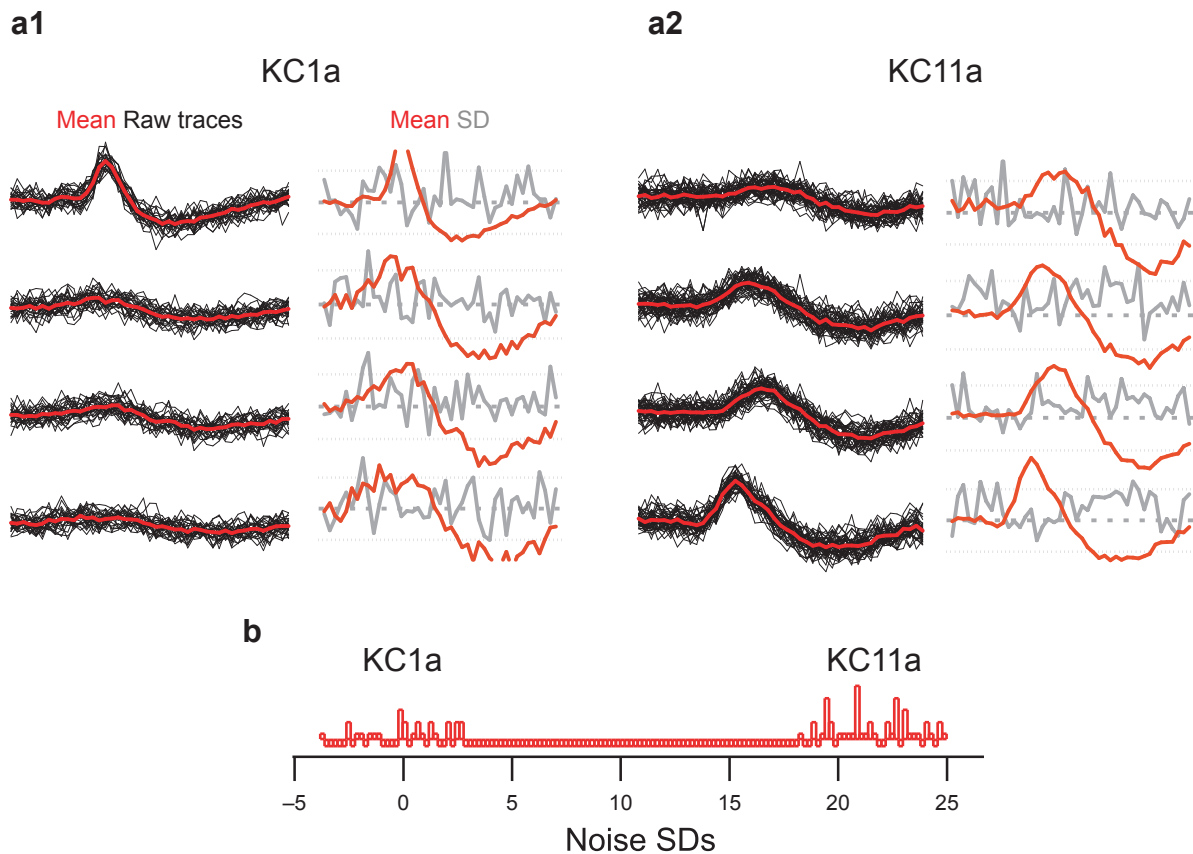 a1
KC1a
Mean Raw traces
Mean SD
a2
KC11a
b
KC1a
KC11a
–5 0 5 10 15 20 25
Noise SDs